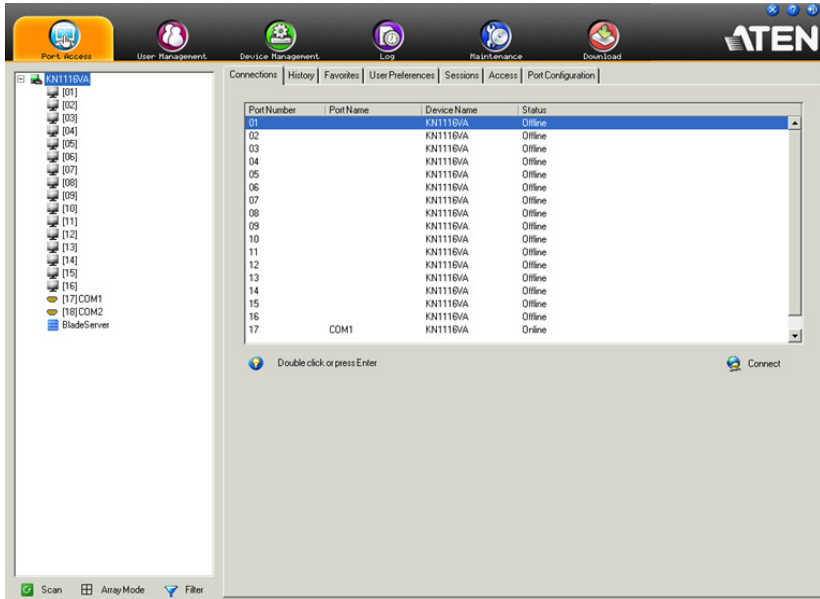 Port Access User Management Device Management Log Maintenance Download ATEN
KN1116VA
[01]
[02]
[03]
[04]
[05]
[06]
[07]
[08]
[09]
[10]
[11]
[12]
[13]
[14]
[15]
[16]
[17]COM1
[18]COM2
BladeServer
Scan Array Mode Filter
Connections History Favorites User Preferences Sessions Access Port Configuration
Port Number Port Name Device Name Status
01 KN1116VA Offline
02 KN1116VA Offline
03 KN1116VA Offline
04 KN1116VA Offline
05 KN1116VA Offline
06 KN1116VA Offline
07 KN1116VA Offline
08 KN1116VA Offline
09 KN1116VA Offline
10 KN1116VA Offline
11 KN1116VA Offline
12 KN1116VA Offline
13 KN1116VA Offline
14 KN1116VA Offline
15 KN1116VA Offline
16 KN1116VA Offline
17 COM1 KN1116VA Online
Double click or press Enter
Connect